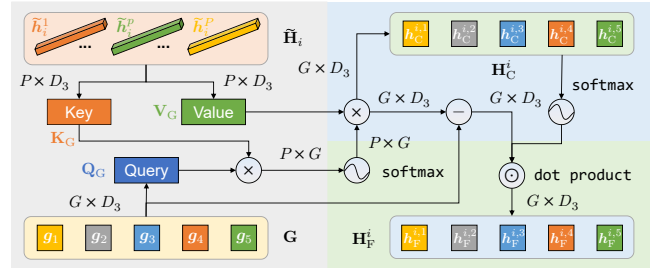 h̃_i^1 ... h̃_i^p ... h̃_i^P H̃_i
P × D_3 P × D_3
Key V_G Value
K_G
Q_G Query × P × G softmax
G × D_3
g_1 g_2 g_3 g_4 g_5 G
G × D_3 h_C^{i,1} h_C^{i,2} h_C^{i,3} h_C^{i,4} h_C^{i,5}
H_C^i
softmax
× G × D_3 − G × D_3
P × G
dot product
G × D_3
H_F^i h_F^{i,1} h_F^{i,2} h_F^{i,3} h_F^{i,4} h_F^{i,5}